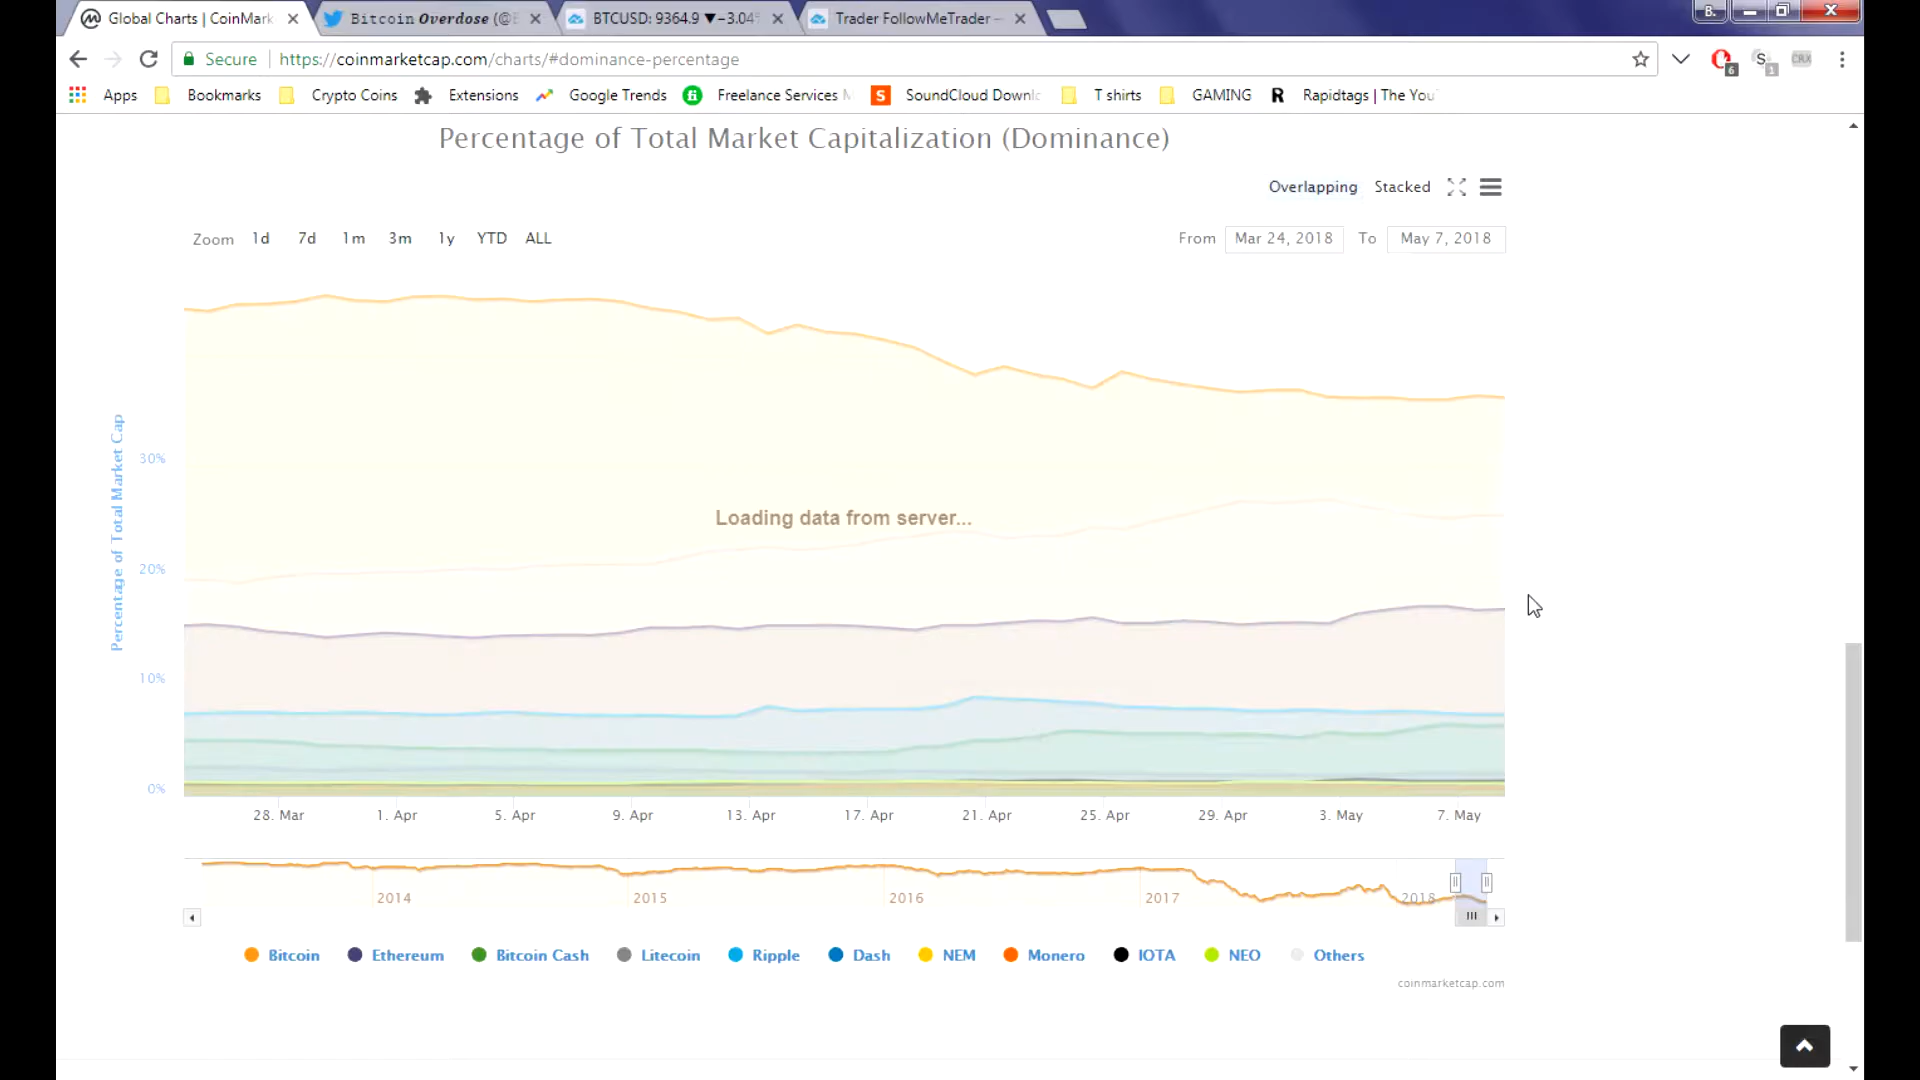 Global Charts | CoinMark
Bitcoin Overdose (@
BTCUSD: 9364.9 ▼−3.04
Trader FollowMeTrader –
B.
Secure
https://coinmarketcap.com/charts/#dominance-percentage
6
S
1
CRX
Apps
Bookmarks
Crypto Coins
Extensions
Google Trends
fi
Freelance Services
S
SoundCloud Downl
T shirts
GAMING
R
Rapidtags | The You
Percentage of Total Market Capitalization (Dominance)
Overlapping
Stacked
Zoom 1d 7d 1m 3m 1y YTD ALL
From Mar 24, 2018 To May 7, 2018
Percentage of Total Market Cap
30%
20%
10%
0%
Loading data from server...
28. Mar 1. Apr 5. Apr 9. Apr 13. Apr 17. Apr 21. Apr 25. Apr 29. Apr 3. May 7. May
2014 2015 2016 2017 2018
Bitcoin Ethereum Bitcoin Cash Litecoin Ripple Dash NEM Monero IOTA NEO Others
coinmarketcap.com